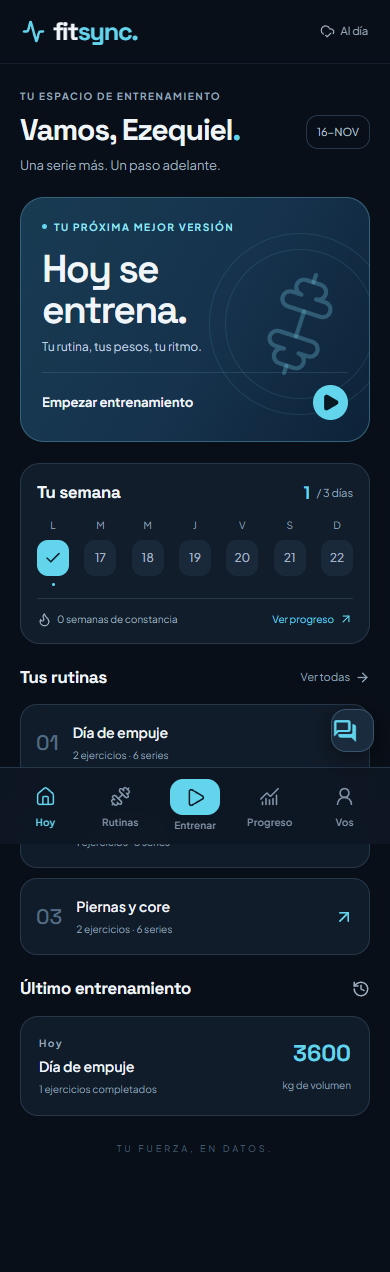 fitsync.
Al día
TU ESPACIO DE ENTRENAMIENTO
Vamos, Ezequiel.
16-NOV
Una serie más. Un paso adelante.
TU PRÓXIMA MEJOR VERSIÓN
Hoy se
entrena.
Tu rutina, tus pesos, tu ritmo.
Empezar entrenamiento
Tu semana
1 / 3 días
L M M J V S D
17 18 19 20 21 22
0 semanas de constancia
Ver progreso
Tus rutinas
Ver todas
01
Día de empuje
2 ejercicios · 6 series
Hoy
Rutinas
Entrenar
Progreso
Vos
03
Piernas y core
2 ejercicios · 6 series
Último entrenamiento
Hoy
Día de empuje
1 ejercicios completados
3600
kg de volumen
TU FUERZA, EN DATOS.